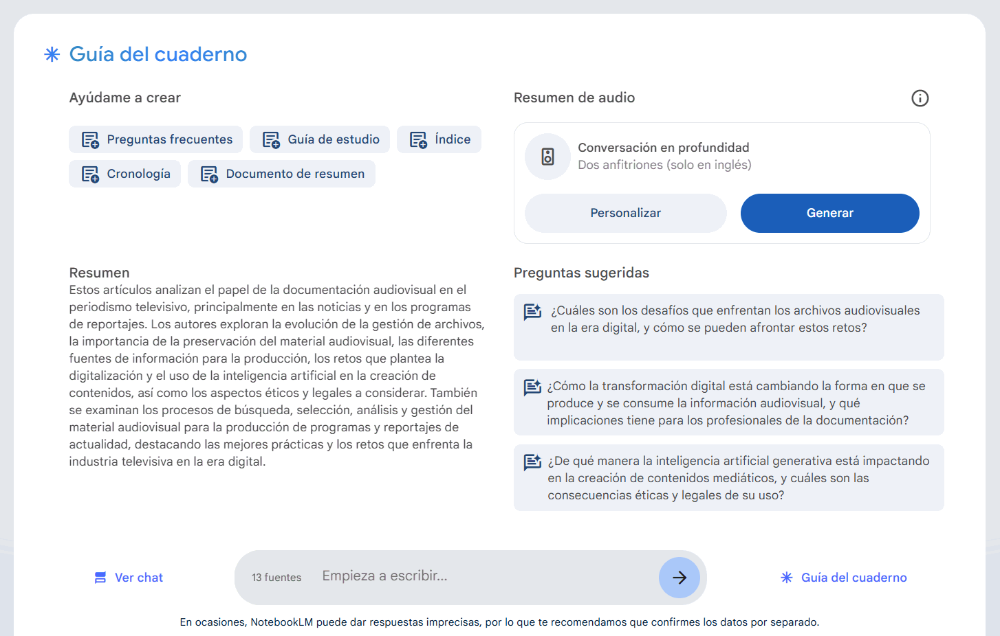 Guía del cuaderno
Ayúdame a crear
Preguntas frecuentes
Guía de estudio
Índice
Cronología
Documento de resumen
Resumen de audio
Conversación en profundidad
Dos anfitriones (solo en inglés)
Personalizar
Generar
Resumen
Estos artículos analizan el papel de la documentación audiovisual en el
periodismo televisivo, principalmente en las noticias y en los programas
de reportajes. Los autores exploran la evolución de la gestión de archivos,
la importancia de la preservación del material audiovisual, las diferentes
fuentes de información para la producción, los retos que plantea la
digitalización y el uso de la inteligencia artificial en la creación de
contenidos, así como los aspectos éticos y legales a considerar. También
se examinan los procesos de búsqueda, selección, análisis y gestión del
material audiovisual para la producción de programas y reportajes de
actualidad, destacando las mejores prácticas y los retos que enfrenta la
industria televisiva en la era digital.
Preguntas sugeridas
¿Cuáles son los desafíos que enfrentan los archivos audiovisuales
en la era digital, y cómo se pueden afrontar estos retos?
¿Cómo la transformación digital está cambiando la forma en que se
produce y se consume la información audiovisual, y qué
implicaciones tiene para los profesionales de la documentación?
¿De qué manera la inteligencia artificial generativa está impactando
en la creación de contenidos mediáticos, y cuáles son las
consecuencias éticas y legales de su uso?
Ver chat
13 fuentes
Empieza a escribir...
Guía del cuaderno
En ocasiones, NotebookLM puede dar respuestas imprecisas, por lo que te recomendamos que confirmes los datos por separado.